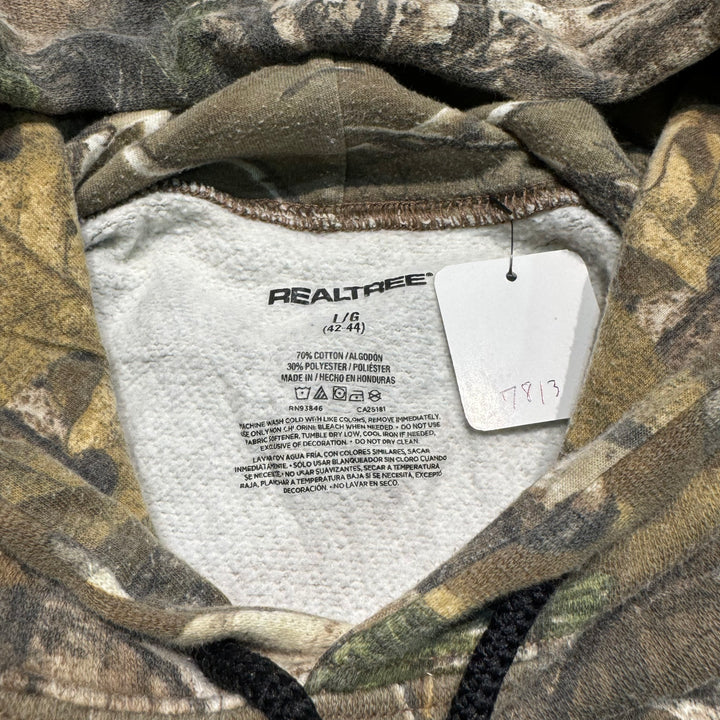 REALTREE®
L/G
(42-44)
70% COTTON/ALGODON
30% POLYESTER/POLIÉSTER
MADE IN/HECHO EN HONDURAS
RN93846 CA25181
MACHINE WASH COLD WITH LIKE COLORS, REMOVE IMMEDIATELY.
USE ONLY NON CHLORINE BLEACH WHEN NEEDED. • DO NOT USE
FABRIC SOFTENER, TUMBLE DRY LOW, COOL IRON IF NEEDED,
EXCLUSIVE OF DECORATION. • DO NOT DRY CLEAN.
LAVAR CON AGUA FRIA, CON COLORES SIMILARES, SACAR
INMEDIATAMENTE. • SÓLO USAR BLANQUEADOR SIN CLORO CUANDO
SE NECESITE. • NO USAR SUAVIZANTES, SECAR A TEMPERATURA
BAJA, PLANCHAR A TEMPERATURA BAJA SI SE NECESITA, EXCEPTO
DECORACIÓN. • NO LAVAR EN SECO.
7813